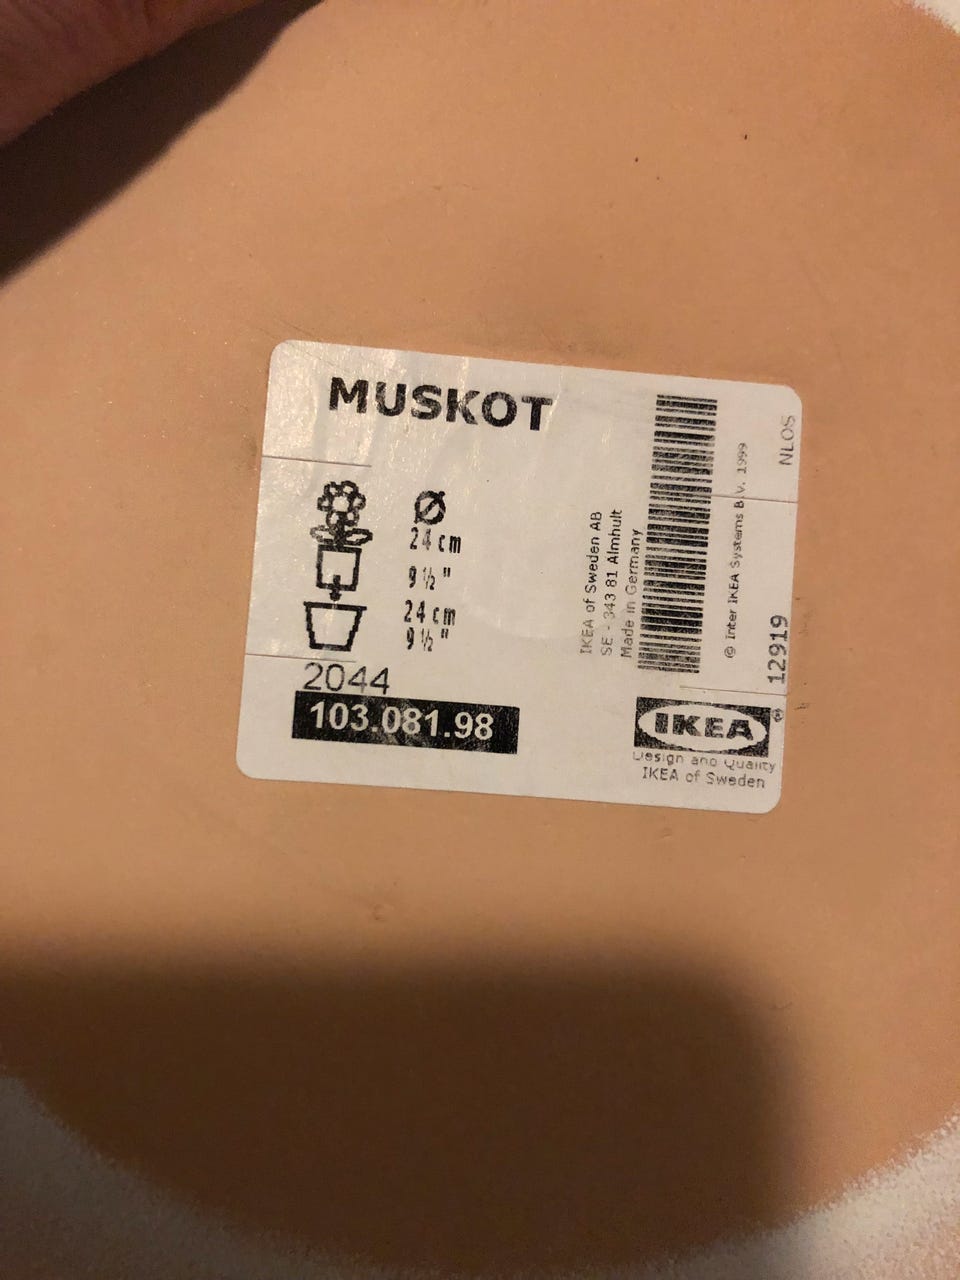 MUSKOT
Ø
24 cm
9 ½ "
24 cm
9 ½ "
2044
103.081.98
IKEA of Sweden AB
SE - 343 81 Älmhult
Made in Germany
© Inter IKEA Systems B.V. 1999
NLOS
12919
IKEA ®
Design and Quality
IKEA of Sweden